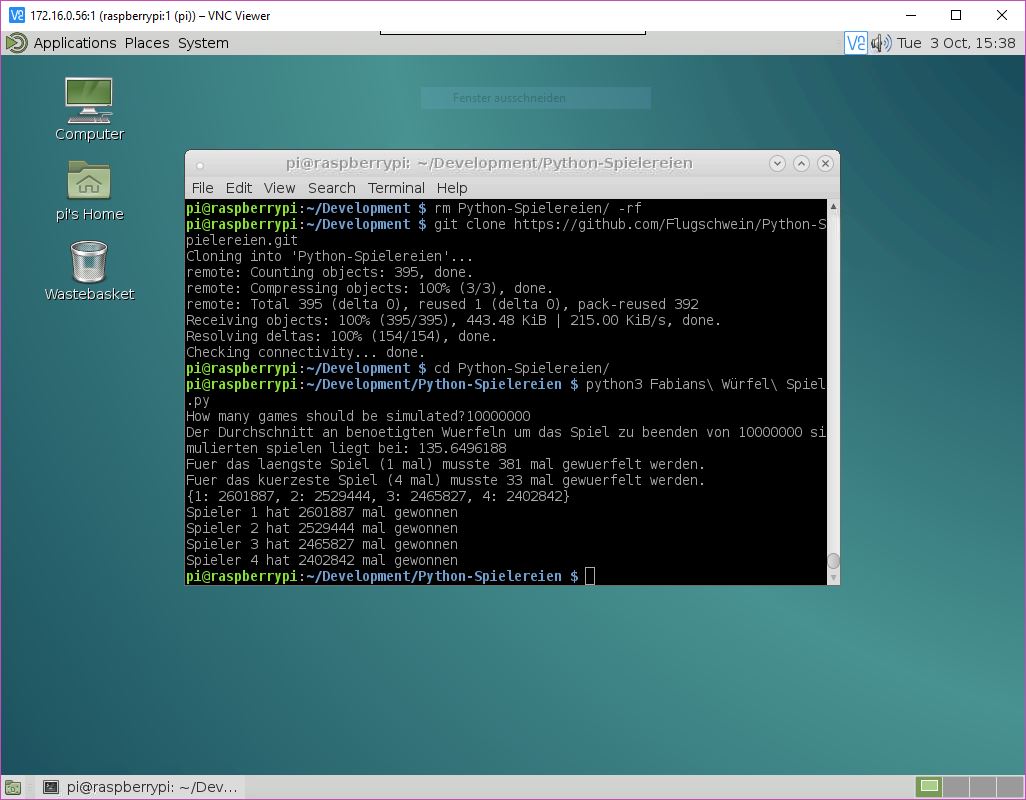 172.16.0.56:1 (raspberrypi:1 (pi)) – VNC Viewer
Applications Places System
Tue 3 Oct, 15:38
Fenster ausschneiden
Computer
pi's Home
Wastebasket
pi@raspberrypi: ~/Development/Python-Spielereien
File Edit View Search Terminal Help
pi@raspberrypi:~/Development $ rm Python-Spielereien/ -rf
pi@raspberrypi:~/Development $ git clone https://github.com/Flugschwein/Python-S
pielereien.git
Cloning into 'Python-Spielereien'...
remote: Counting objects: 395, done.
remote: Compressing objects: 100% (3/3), done.
remote: Total 395 (delta 0), reused 1 (delta 0), pack-reused 392
Receiving objects: 100% (395/395), 443.48 KiB | 215.00 KiB/s, done.
Resolving deltas: 100% (154/154), done.
Checking connectivity... done.
pi@raspberrypi:~/Development $ cd Python-Spielereien/
pi@raspberrypi:~/Development/Python-Spielereien $ python3 Fabians\ Würfel\ Spiel
.py
How many games should be simulated?10000000
Der Durchschnitt an benoetigten Wuerfeln um das Spiel zu beenden von 10000000 si
mulierten spielen liegt bei: 135.6496188
Fuer das laengste Spiel (1 mal) musste 381 mal gewuerfelt werden.
Fuer das kuerzeste Spiel (4 mal) musste 33 mal gewuerfelt werden.
{1: 2601887, 2: 2529444, 3: 2465827, 4: 2402842}
Spieler 1 hat 2601887 mal gewonnen
Spieler 2 hat 2529444 mal gewonnen
Spieler 3 hat 2465827 mal gewonnen
Spieler 4 hat 2402842 mal gewonnen
pi@raspberrypi:~/Development/Python-Spielereien $
pi@raspberrypi: ~/Dev...